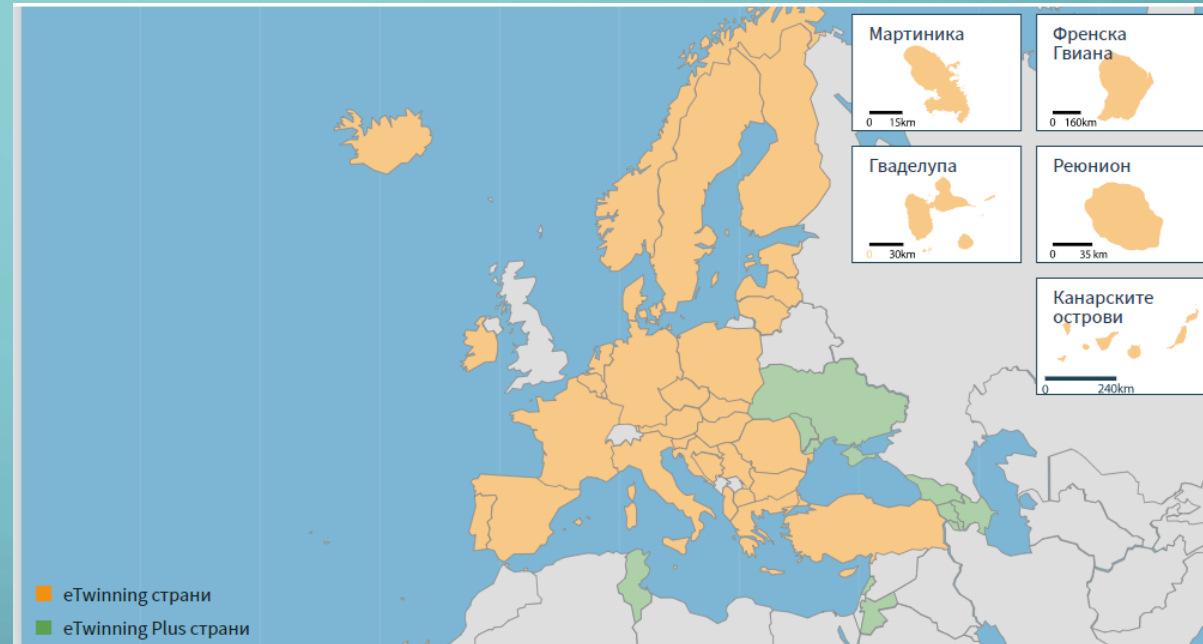 Мартиника
0 15km
Френска
Гвиана
0 160km
Гваделупа
0 30km
Реюнион
0 35 km
Канарските
острови
0 240km
eTwinning страни
eTwinning Plus страни